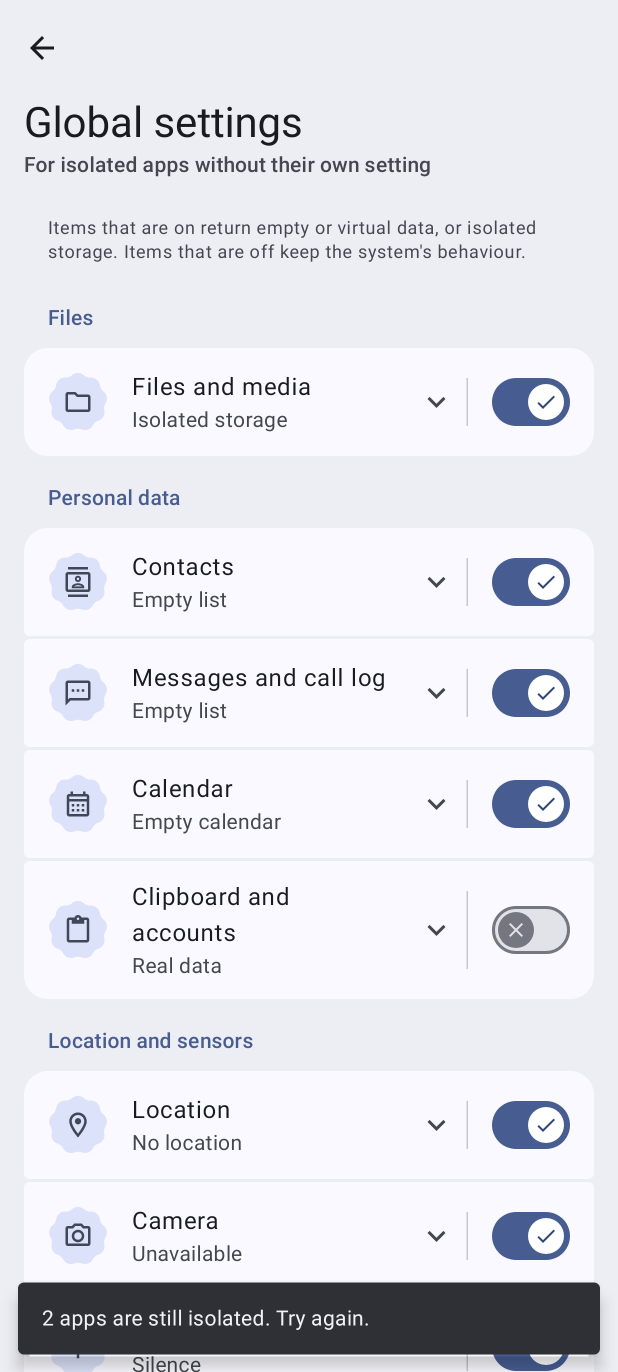 Global settings
For isolated apps without their own setting
Items that are on return empty or virtual data, or isolated
storage. Items that are off keep the system's behaviour.
Files
Files and media
Isolated storage
Personal data
Contacts
Empty list
Messages and call log
Empty list
Calendar
Empty calendar
Clipboard and
accounts
Real data
Location and sensors
Location
No location
Camera
Unavailable
2 apps are still isolated. Try again.
Silence